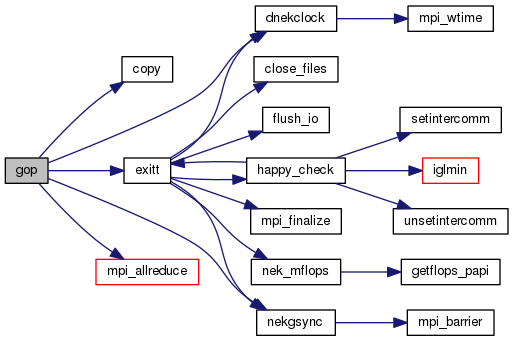 gop
copy
exitt
mpi_allreduce
dnekclock
close_files
flush_io
happy_check
mpi_finalize
nek_mflops
nekgsync
mpi_wtime
setintercomm
iglmin
unsetintercomm
getflops_papi
mpi_barrier